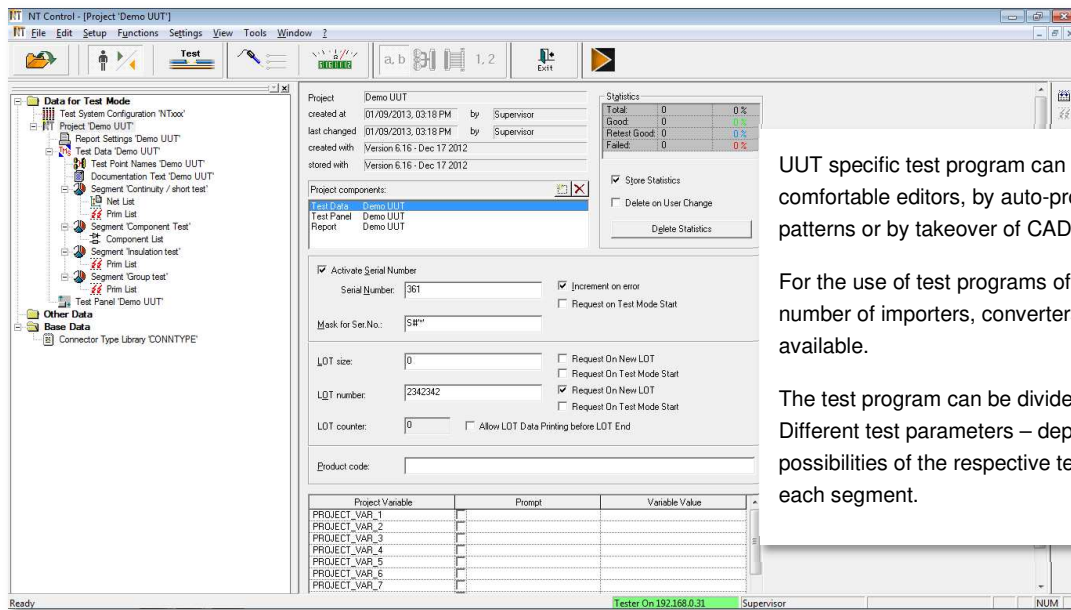 NT Control - [Project 'Demo UUT']
File Edit Setup Functions Settings View Tools Window ?
Test
a, b
1, 2
Exit
Data for Test Mode
Test System Configuration 'NTxxx'
Project 'Demo UUT'
Report Settings 'Demo UUT'
Test Data 'Demo UUT'
Test Point Names 'Demo UUT'
Documentation Text 'Demo UUT'
Segment 'Continuity / short test'
Net List
Prim List
Segment 'Component Test'
Component List
Segment 'Insulation test'
Prim List
Segment 'Group test'
Prim List
Test Panel 'Demo UUT'
Other Data
Base Data
Connector Type Library 'CONNTYPE'
Project Demo UUT
created at 01/09/2013, 03:18 PM by Supervisor
last changed 01/09/2013, 03:18 PM by Supervisor
created with Version 6.16 - Dec 17 2012
stored with Version 6.16 - Dec 17 2012
Project components:
Test Data Demo UUT
Test Panel Demo UUT
Report Demo UUT
Statistics
Total: 0 0 %
Good: 0 0 %
Retest Good: 0 0 %
Failed: 0 0 %
Store Statistics
Delete on User Change
Delete Statistics
Activate Serial Number
Serial Number: 361
Increment on error
Request on Test Mode Start
Mask for Ser.No.: S#'*'
LOT size: 0
Request On New LOT
Request On Test Mode Start
LOT number: 2342342
Request On New LOT
Request On Test Mode Start
LOT counter: 0
Allow LOT Data Printing before LOT End
Product code:
Project Variable Prompt Variable Value
PROJECT_VAR_1
PROJECT_VAR_2
PROJECT_VAR_3
PROJECT_VAR_4
PROJECT_VAR_5
PROJECT_VAR_6
PROJECT_VAR_7
UUT specific test program can
comfortable editors, by auto-pr
patterns or by takeover of CAD
For the use of test programs of
number of importers, converter
available.
The test program can be divide
Different test parameters – dep
possibilities of the respective te
each segment.
Ready
Tester On 192.168.0.31
Supervisor
NUM